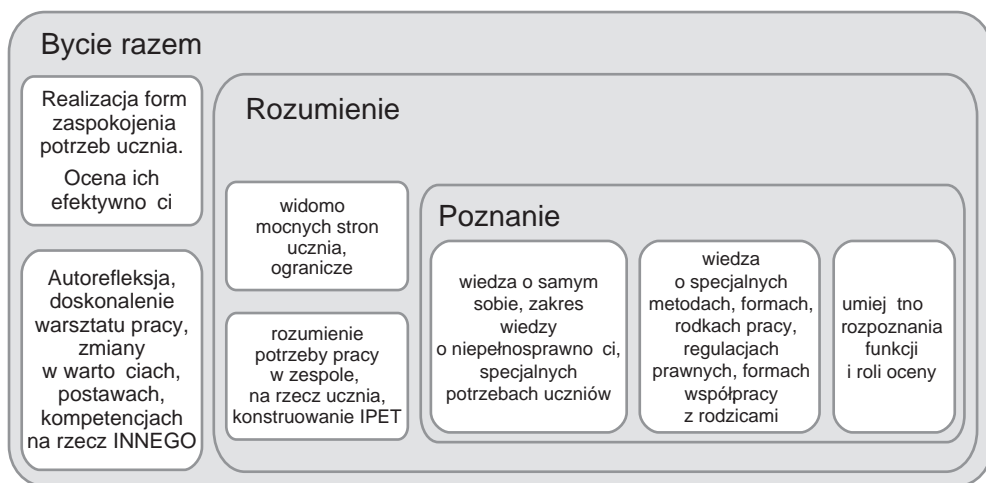 Bycie razem
Realizacja form
zaspokojenia
potrzeb ucznia.
Ocena ich
efektywno ci
Autorefleksja,
doskonalenie
warsztatu pracy,
zmiany
w warto ciach,
postawach,
kompetencjach
na rzecz INNEGO
Rozumienie
widomo
mocnych stron
ucznia,
ogranicze
rozumienie
potrzeby pracy
w zespole,
na rzecz ucznia,
konstruowanie IPET
Poznanie
wiedza o samym
sobie, zakres
wiedzy
o niepełnosprawno ci,
specjalnych
potrzebach uczniów
wiedza
o specjalnych
metodach, formach,
rodkach pracy,
regulacjach
prawnych, formach
współpracy
z rodzicami
umiej tno
rozpoznania
funkcji
i roli oceny